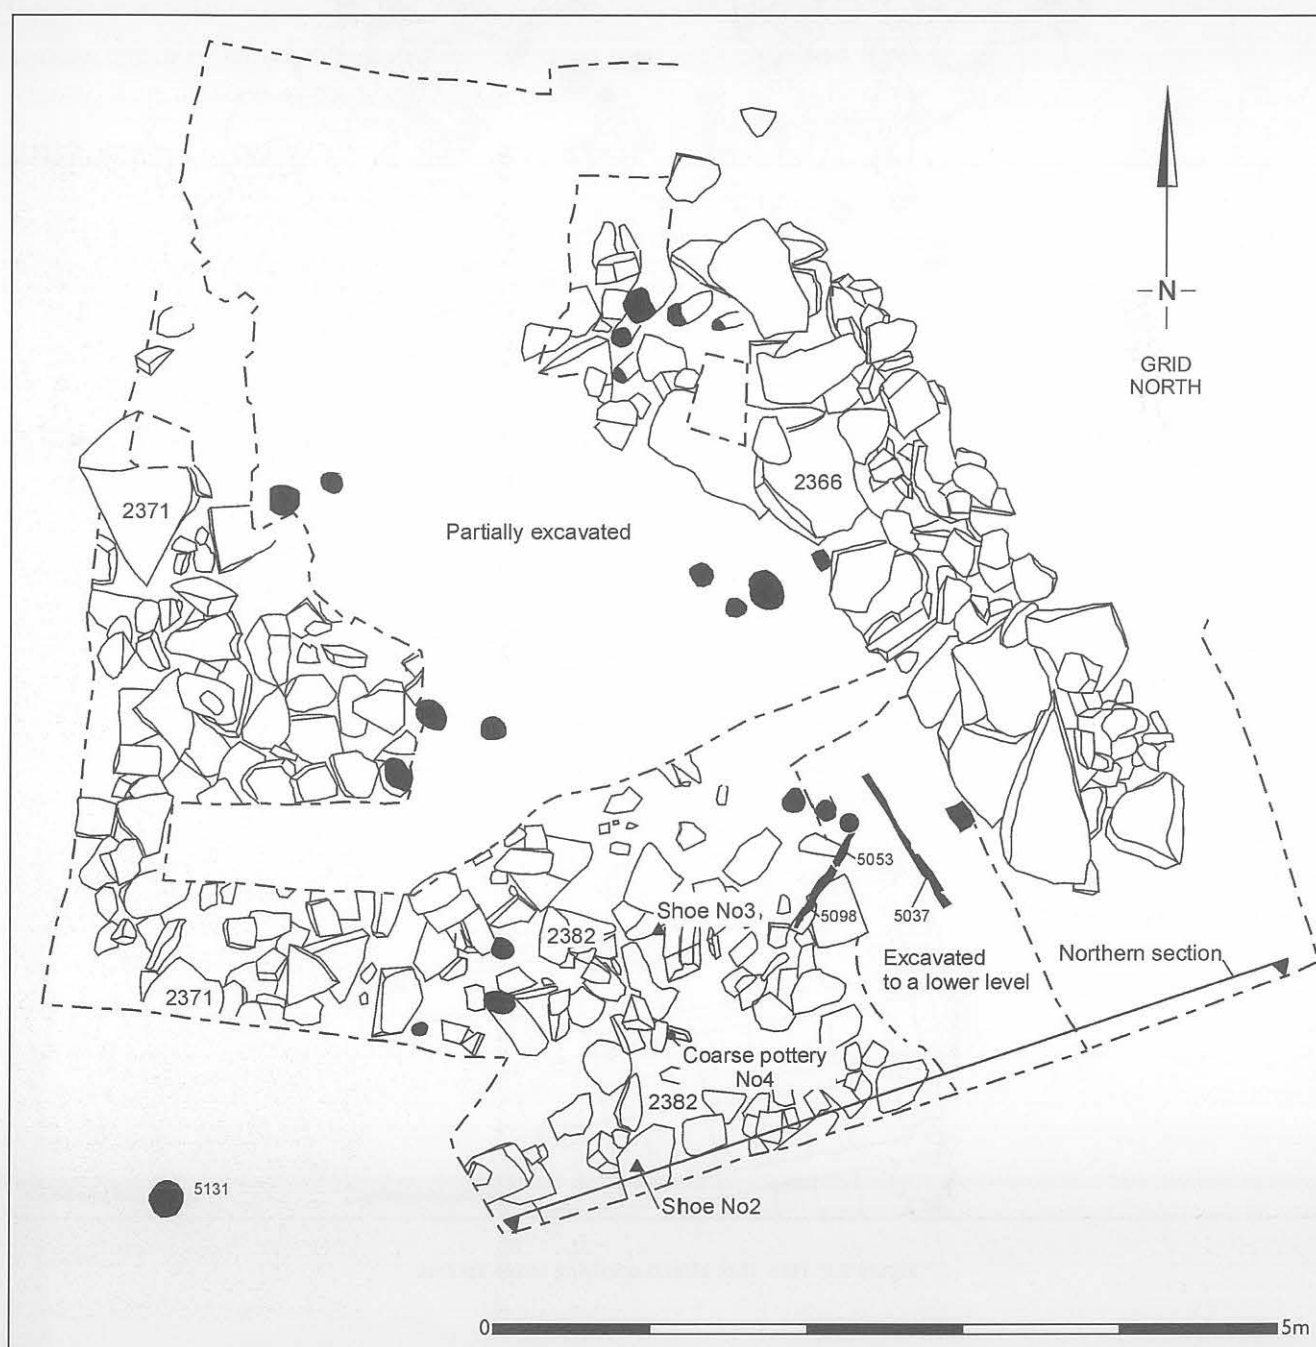 N
GRID
NORTH
2371
2366
Partially excavated
5053
Shoe No3
5098
5037
2382
Northern section
Excavated
to a lower level
2371
Coarse pottery
No4
2382
5131
Shoe No2
0
5m